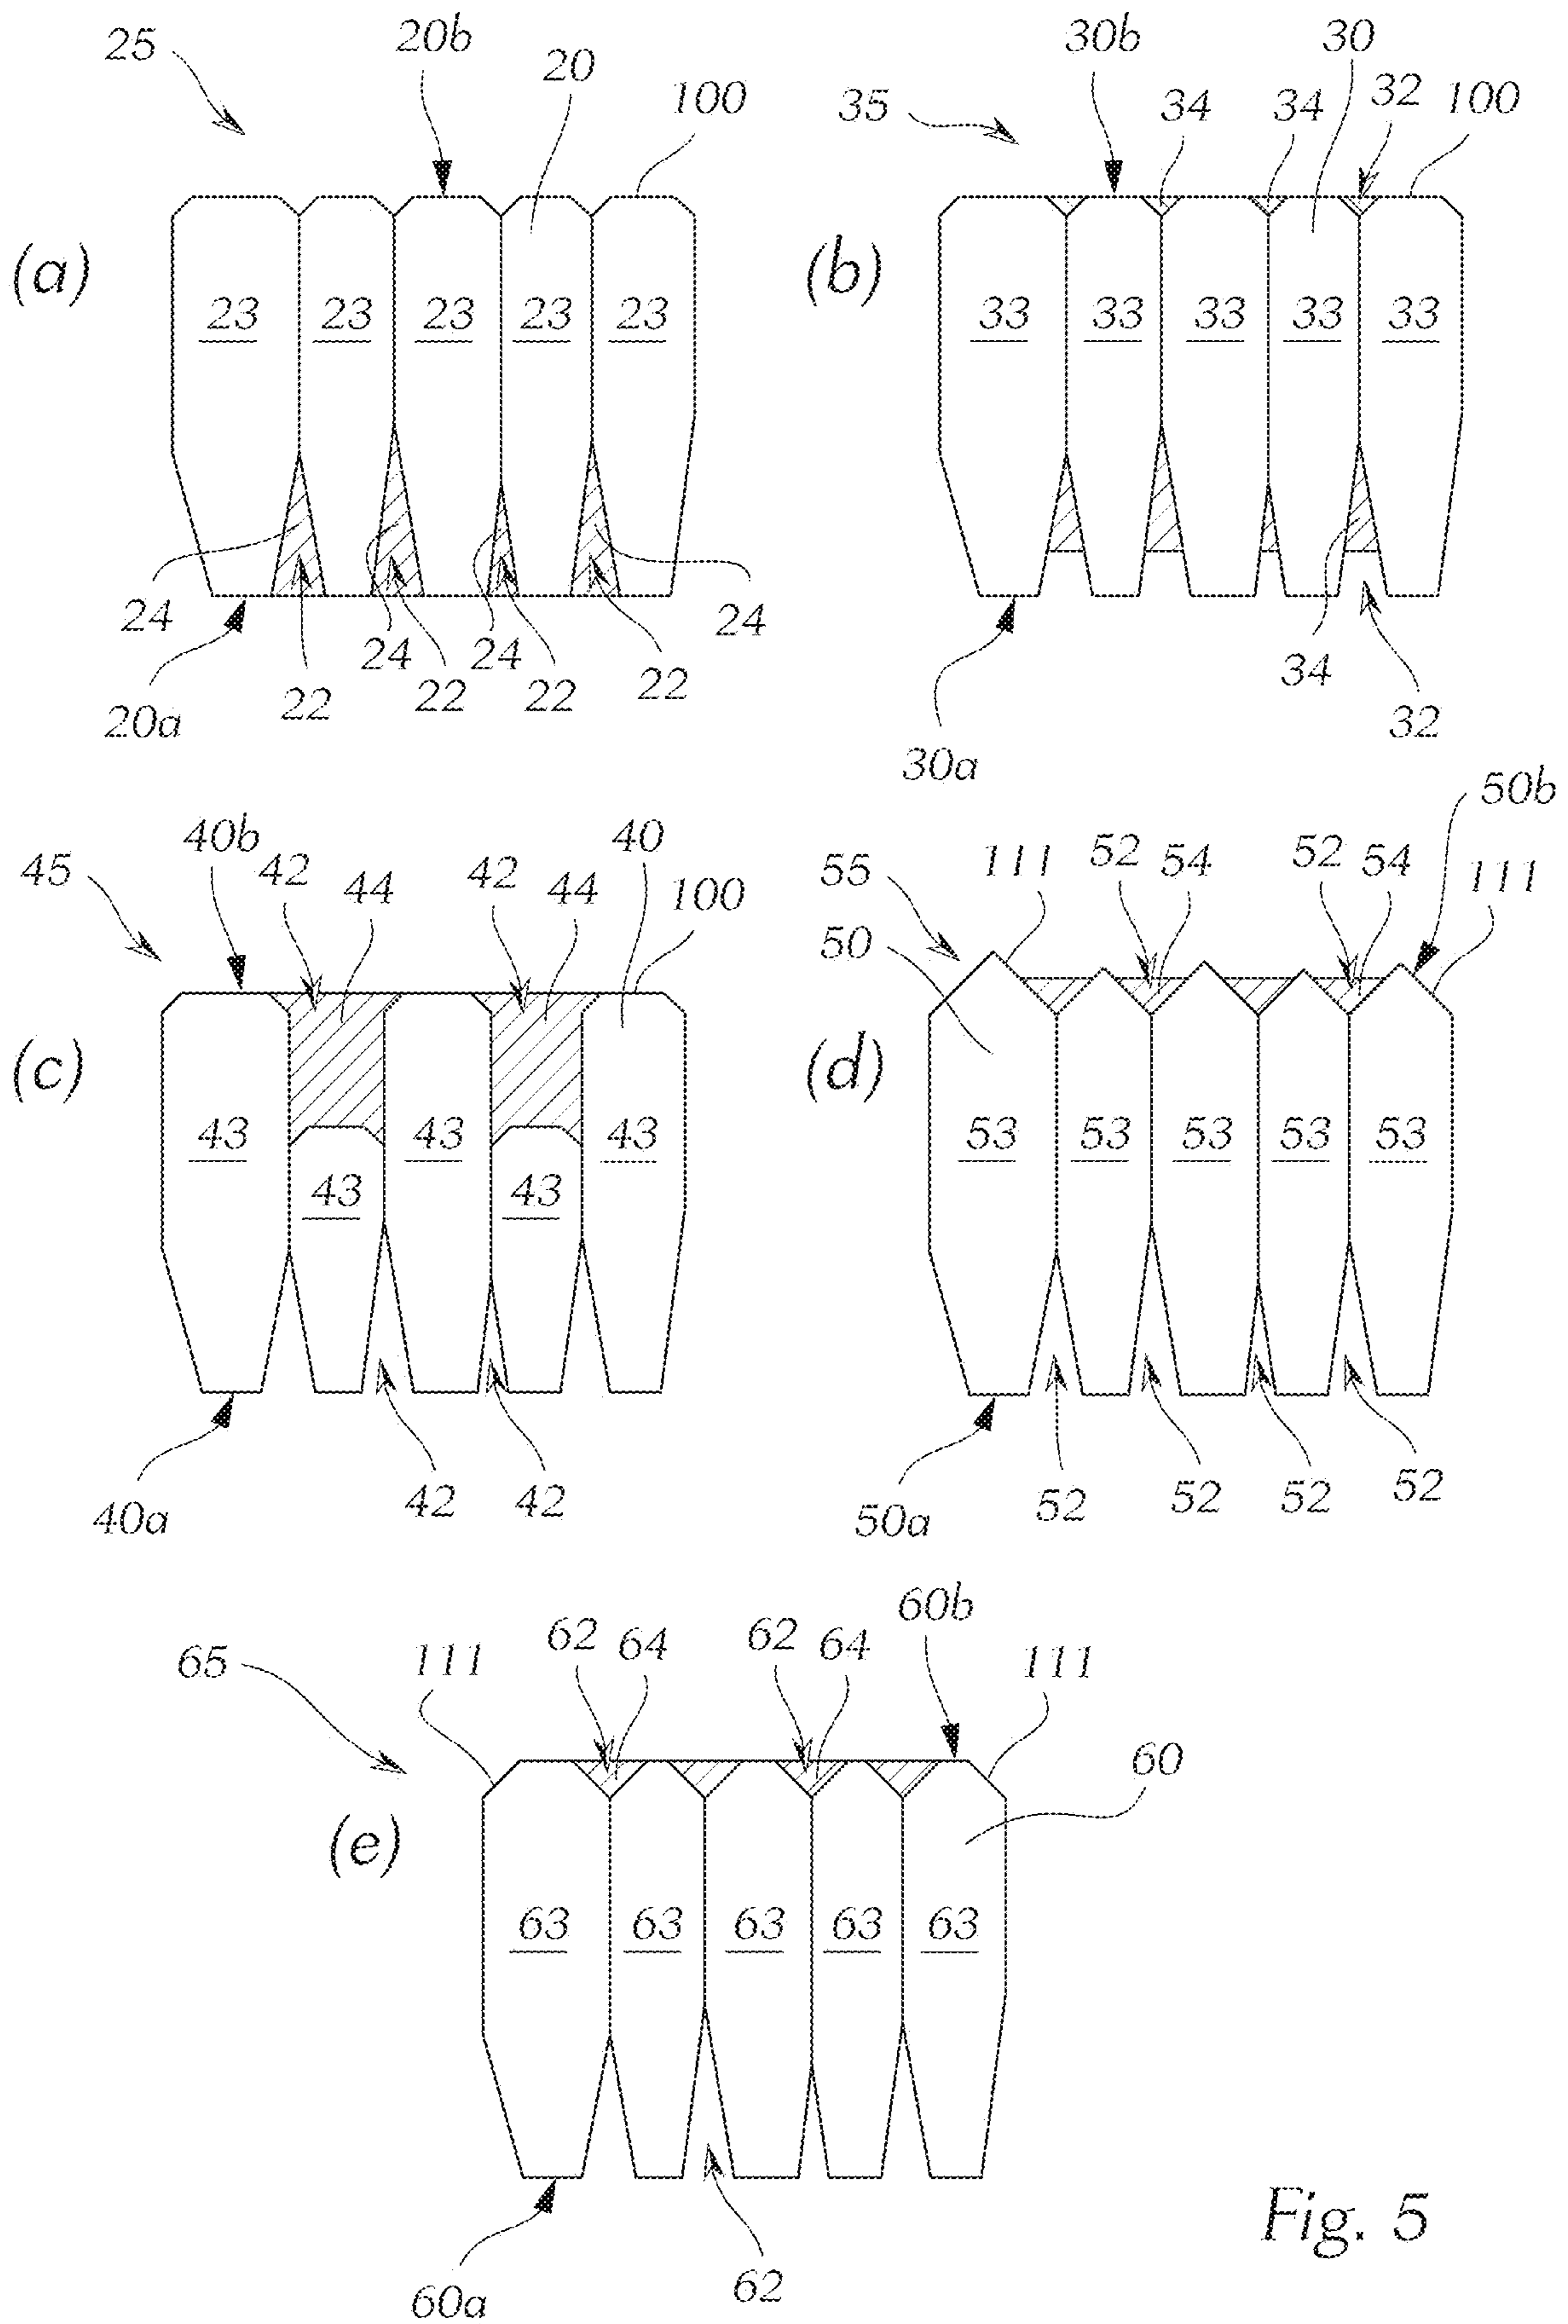 (a)
25 20b 20 100
23 23 23 23 23
24 24 24 24
22 22 22 22
20a
(b)
35 30b 34 34 30 32 100
33 33 33 33 33
34 32
30a
(c)
45 40b 42 44 42 44 40 100
43 43 43
43 43
40a 42 42
(d)
55 50 111 52 54 52 54 50b 111
53 53 53 53 53
50a 52 52 52 52
(e)
65 111 62 64 62 64 60b 111
60
63 63 63 63 63
60a 62
Fig. 5